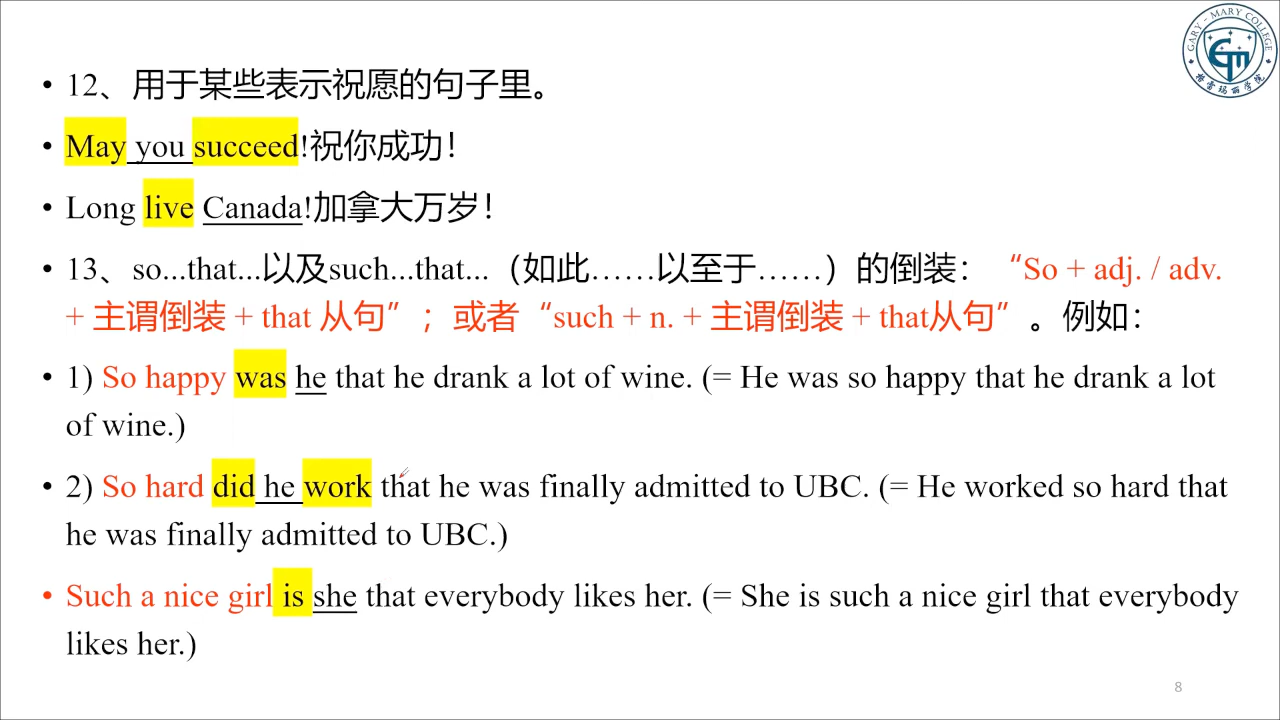 GARY - MARY COLLEGE
格雷玛丽学院
• 12、用于某些表示祝愿的句子里。
• May you succeed!祝你成功！
• Long live Canada!加拿大万岁！
• 13、so...that...以及such...that...（如此……以至于……）的倒装：“So + adj. / adv.
+ 主谓倒装 + that 从句”；或者“such + n. + 主谓倒装 + that从句”。例如：
• 1) So happy was he that he drank a lot of wine. (= He was so happy that he drank a lot
of wine.)
• 2) So hard did he work that he was finally admitted to UBC. (= He worked so hard that
he was finally admitted to UBC.)
• Such a nice girl is she that everybody likes her. (= She is such a nice girl that everybody
likes her.)
8